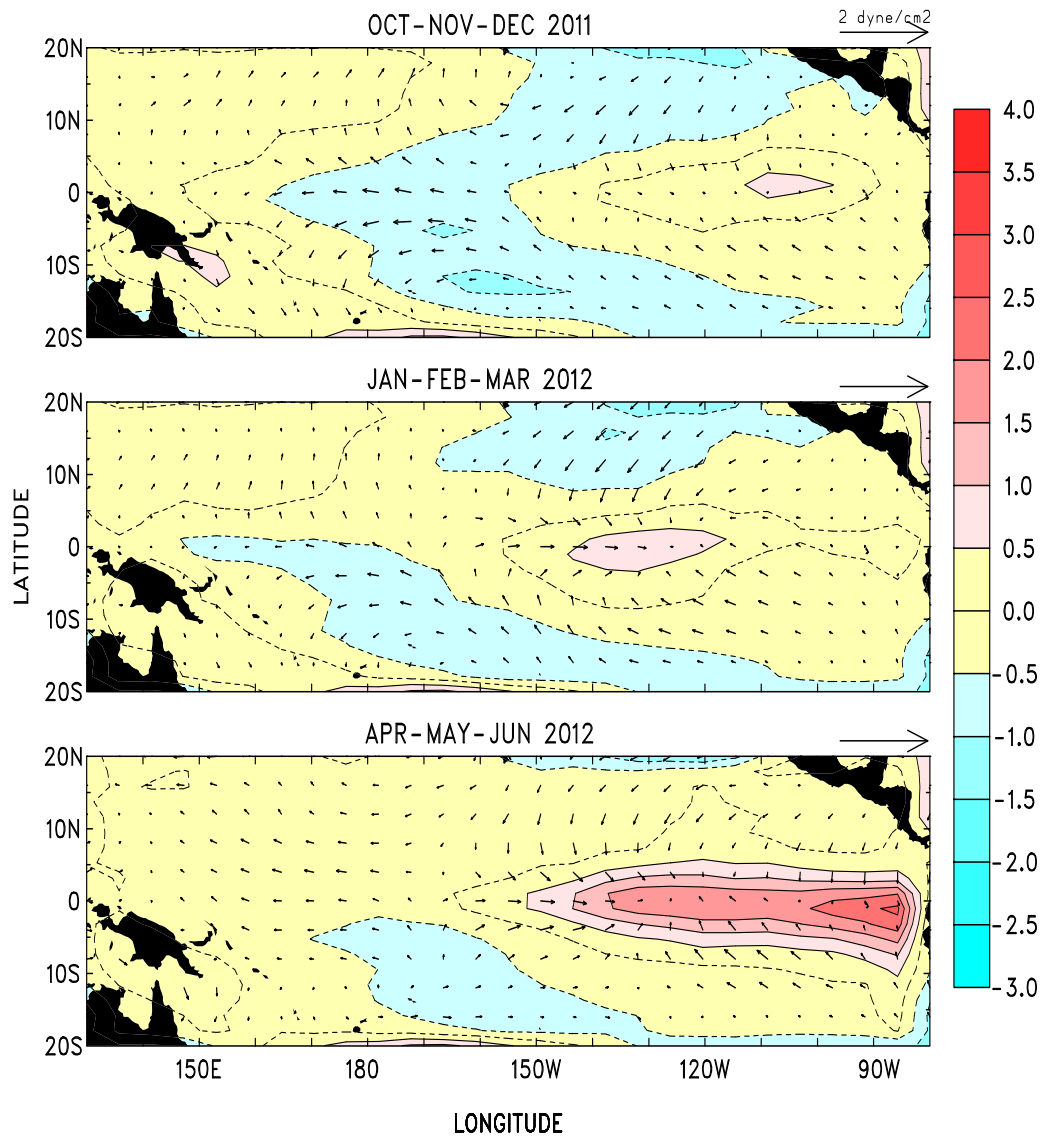 OCT-NOV-DEC 2011
2 dyne/cm2
20N
10N
0
10S
20S
JAN-FEB-MAR 2012
20N
10N
0
10S
20S
LATITUDE
APR-MAY-JUN 2012
20N
10N
0
10S
20S
150E 180 150W 120W 90W
LONGITUDE
4.0
3.5
3.0
2.5
2.0
1.5
1.0
0.5
0.0
-0.5
-1.0
-1.5
-2.0
-2.5
-3.0